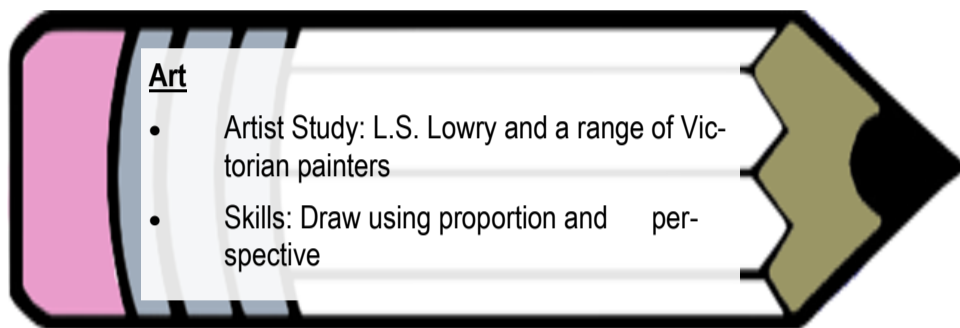 Art
• Artist Study: L.S. Lowry and a range of Vic-
torian painters
• Skills: Draw using proportion and per-
spective